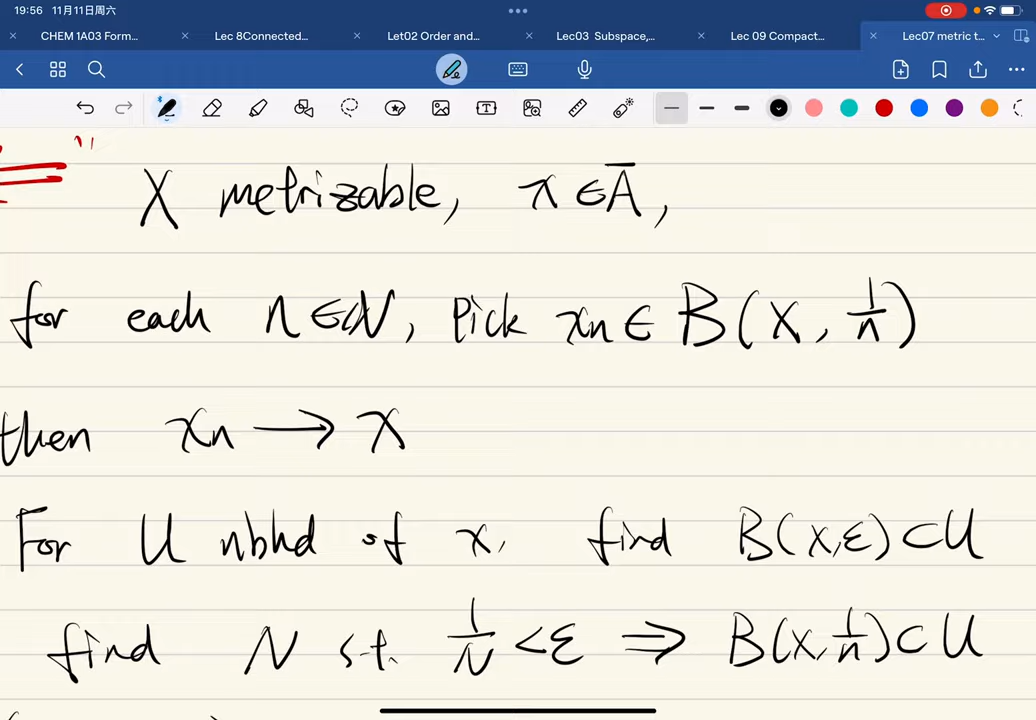 19:56 11月11日周六
CHEM 1A03 Form... Lec 8Connected... Let02 Order and... Lec03 Subspace,... Lec 09 Compact... Lec07 metric t...
X metrizable, x ∈ Ā,
for each n ∈ N, Pick xn ∈ B(x, 1/n)
then xn → x
For U nbhd of x, find B(x,ε) ⊂ U
find N s.t. 1/N < ε ⇒ B(x, 1/n) ⊂ U